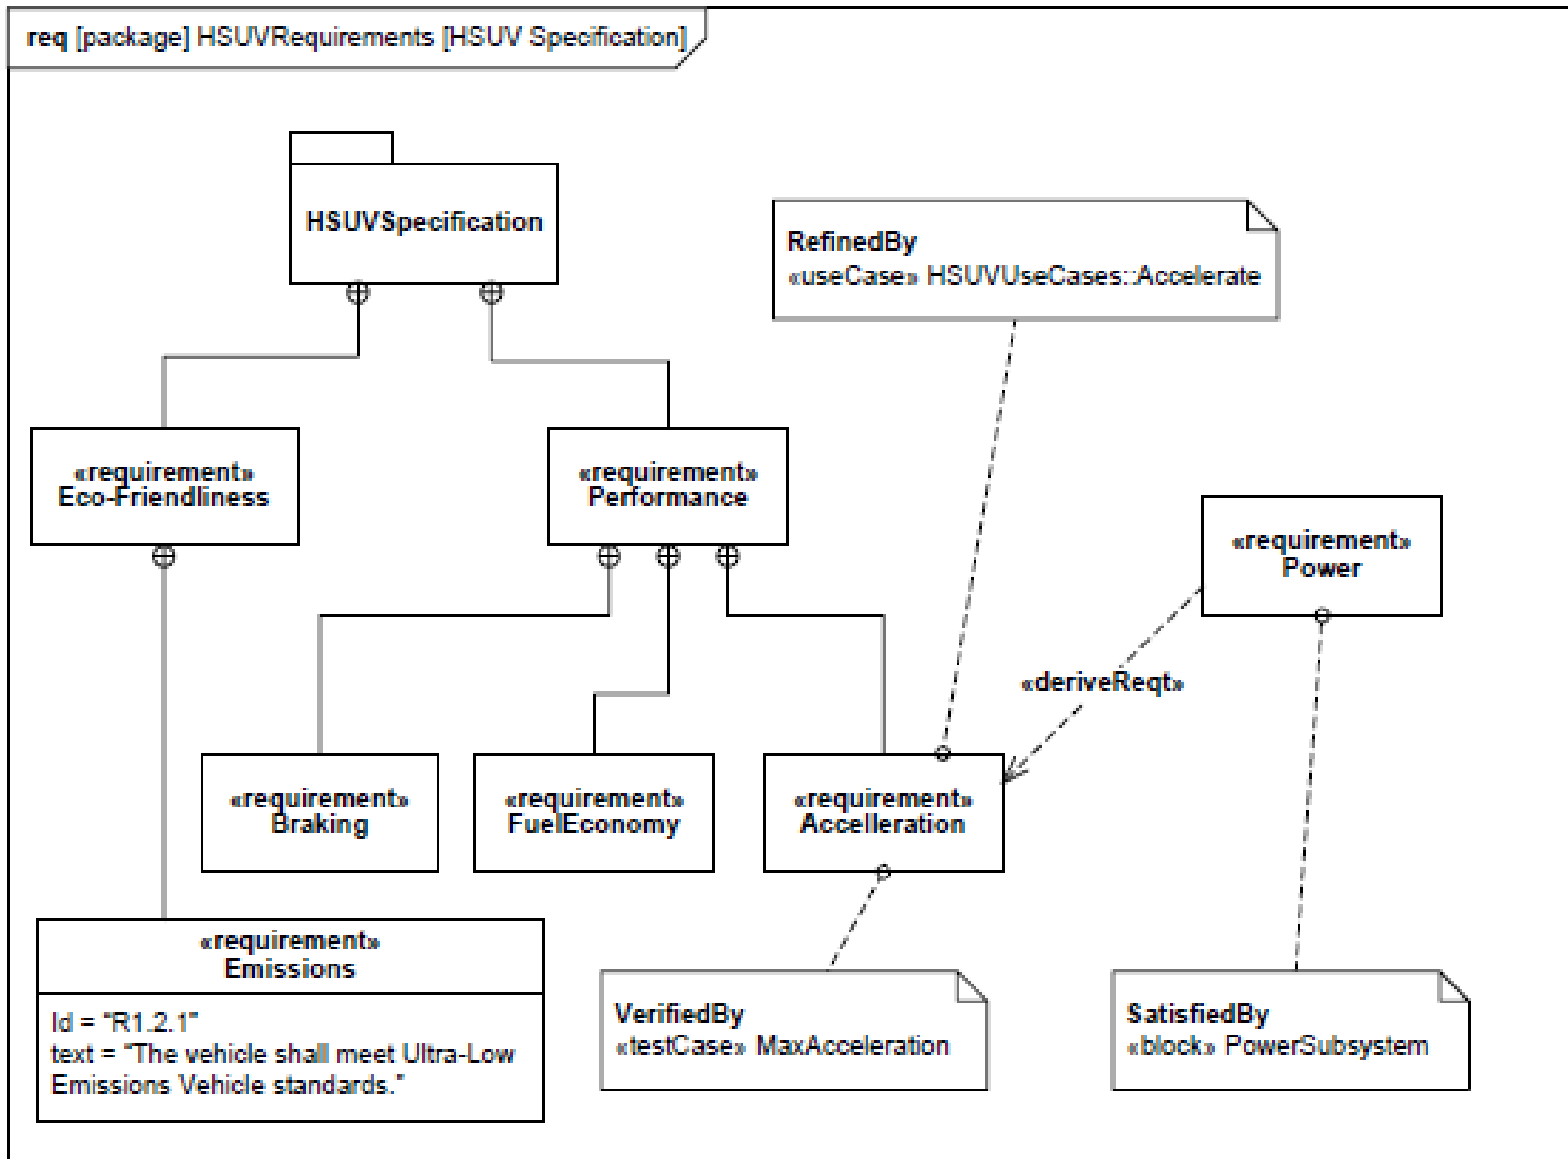 req [package] HSUVRequirements [HSUV Specification]
HSUVSpecification
RefinedBy
«useCase» HSUVUseCases::Accelerate
«requirement»
Eco-Friendliness
«requirement»
Performance
«requirement»
Power
«deriveReqt»
«requirement»
Braking
«requirement»
FuelEconomy
«requirement»
Accelleration
«requirement»
Emissions
Id = "R1.2.1"
text = "The vehicle shall meet Ultra-Low
Emissions Vehicle standards."
VerifiedBy
«testCase» MaxAcceleration
SatisfiedBy
«block» PowerSubsystem